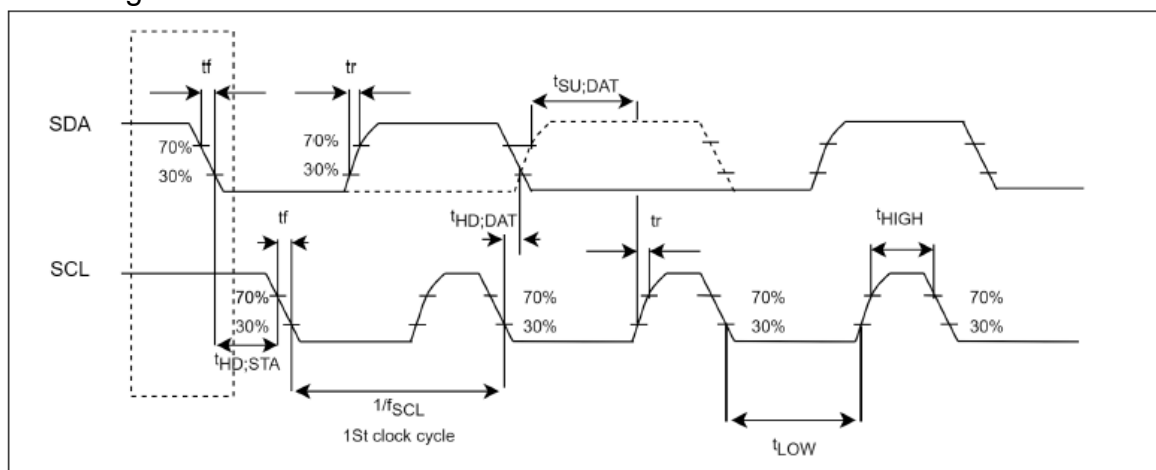 tf
tr
tSU;DAT
SDA
70%
30%
70%
30%
tf
tHD;DAT
tr
tHIGH
SCL
70%
30%
70%
30%
70%
30%
70%
30%
tHD;STA
1/fSCL
1St clock cycle
tLOW